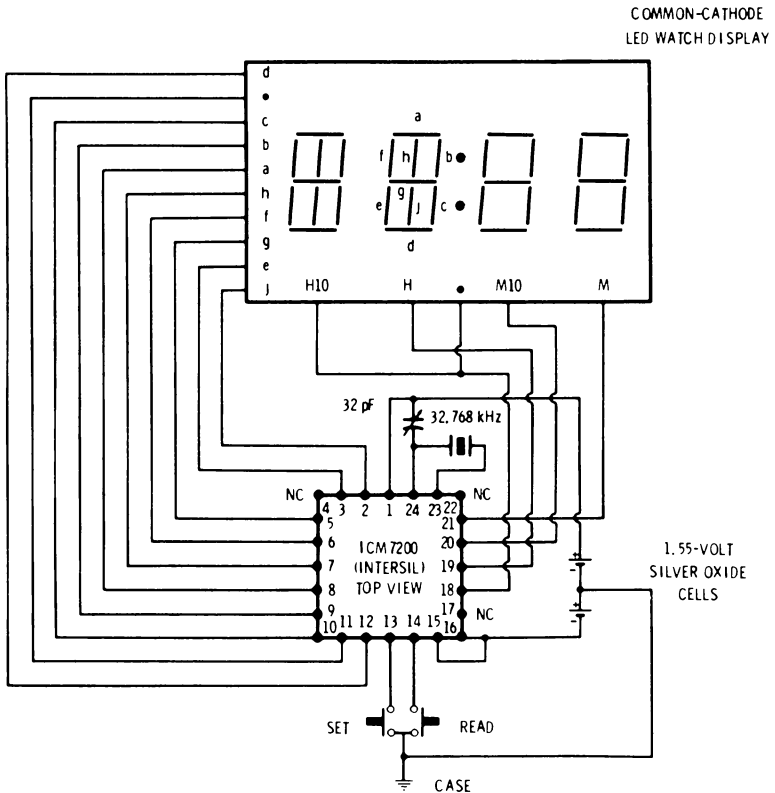 COMMON-CATHODE
LED WATCH DISPLAY
d
•
c
b
a
h
f
g
e
J
a
f h b
g
e J c
d
H10 H • M10 M
32 pF 32.768 kHz
NC NC
4 3 2 1 24 23 22
5 21
6 20
7 19
8 18
9 17 NC
10 11 12 13 14 15 16
ICM7200
(INTERSIL)
TOP VIEW
+
-
+
-
1.55-VOLT
SILVER OXIDE
CELLS
SET READ
CASE